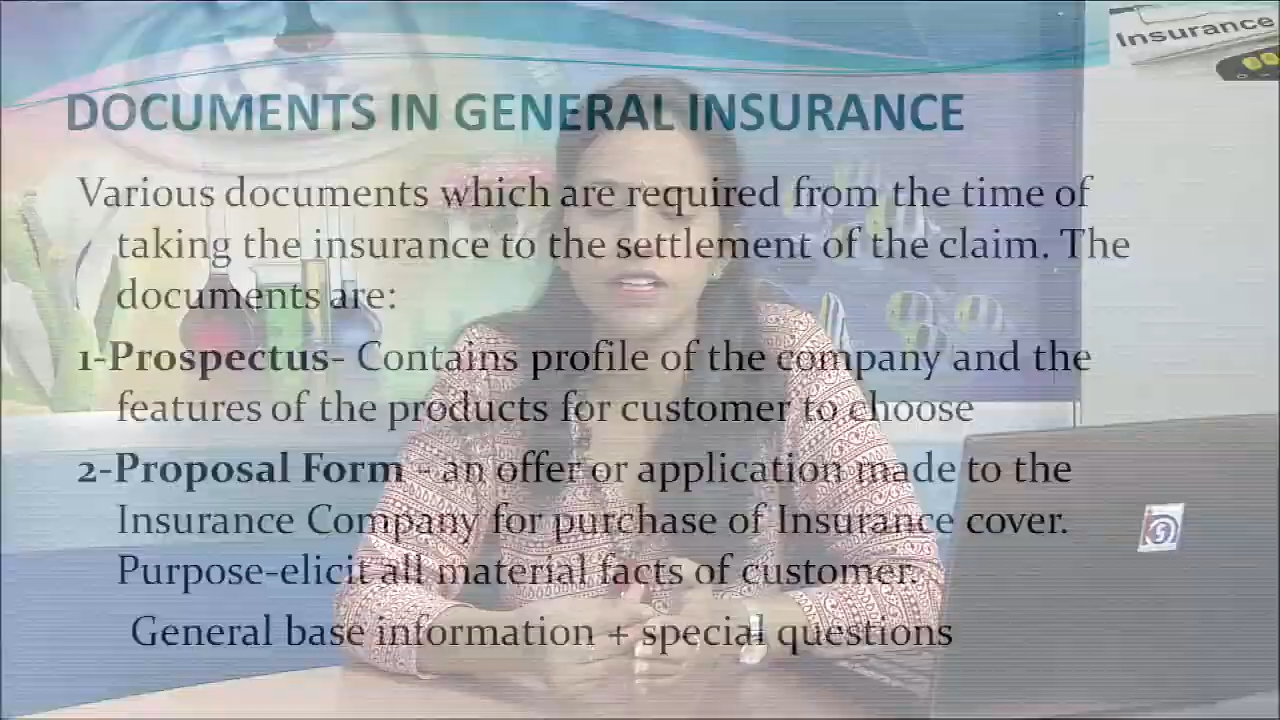 Insurance
DOCUMENTS IN GENERAL INSURANCE
Various documents which are required from the time of
taking the insurance to the settlement of the claim. The
documents are:
1-Prospectus- Contains profile of the company and the
features of the products for customer to choose
2-Proposal Form - an offer or application made to the
Insurance Company for purchase of Insurance cover.
Purpose-elicit all material facts of customer.
General base information + special questions